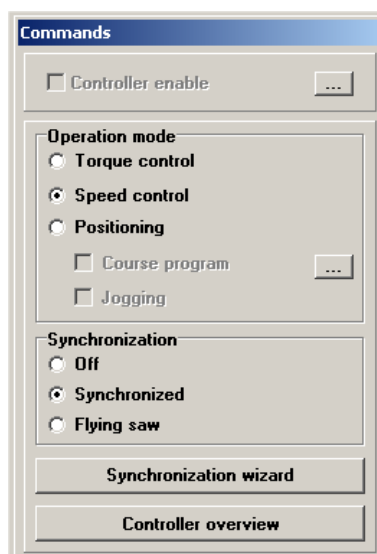 Commands
Controller enable
...
Operation mode
Torque control
Speed control
Positioning
Course program
...
Jogging
Synchronization
Off
Synchronized
Flying saw
Synchronization wizard
Controller overview